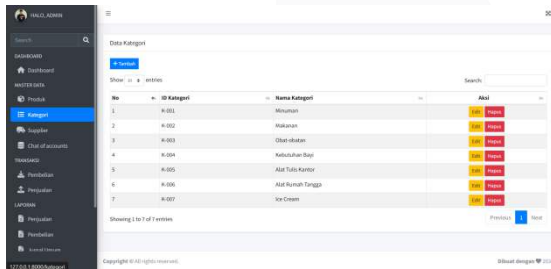 HALO, ADMIN
Search
DASHBOARD
Dashboard
MASTER DATA
Produk
Kategori
Supplier
Chat of accounts
TRANSAKSI
Pembelian
Penjualan
LAPORAN
Penjualan
Pembelian
Jurnal Umum
127.0.0.1:8000/kategori
Data Kategori
+ Tambah
Show entries
Search:
No ID Kategori Nama Kategori Aksi
1 K-001 Minuman Edit Hapus
2 K-002 Makanan Edit Hapus
3 K-003 Obat-obatan Edit Hapus
4 K-004 Kebutuhan Bayi Edit Hapus
5 K-005 Alat Tulis Kantor Edit Hapus
6 K-006 Alat Rumah Tangga Edit Hapus
7 K-007 Ice Cream Edit Hapus
Showing 1 to 7 of 7 entries
Previous 1 Next
Copyright © All rights reserved.
Dibuat dengan